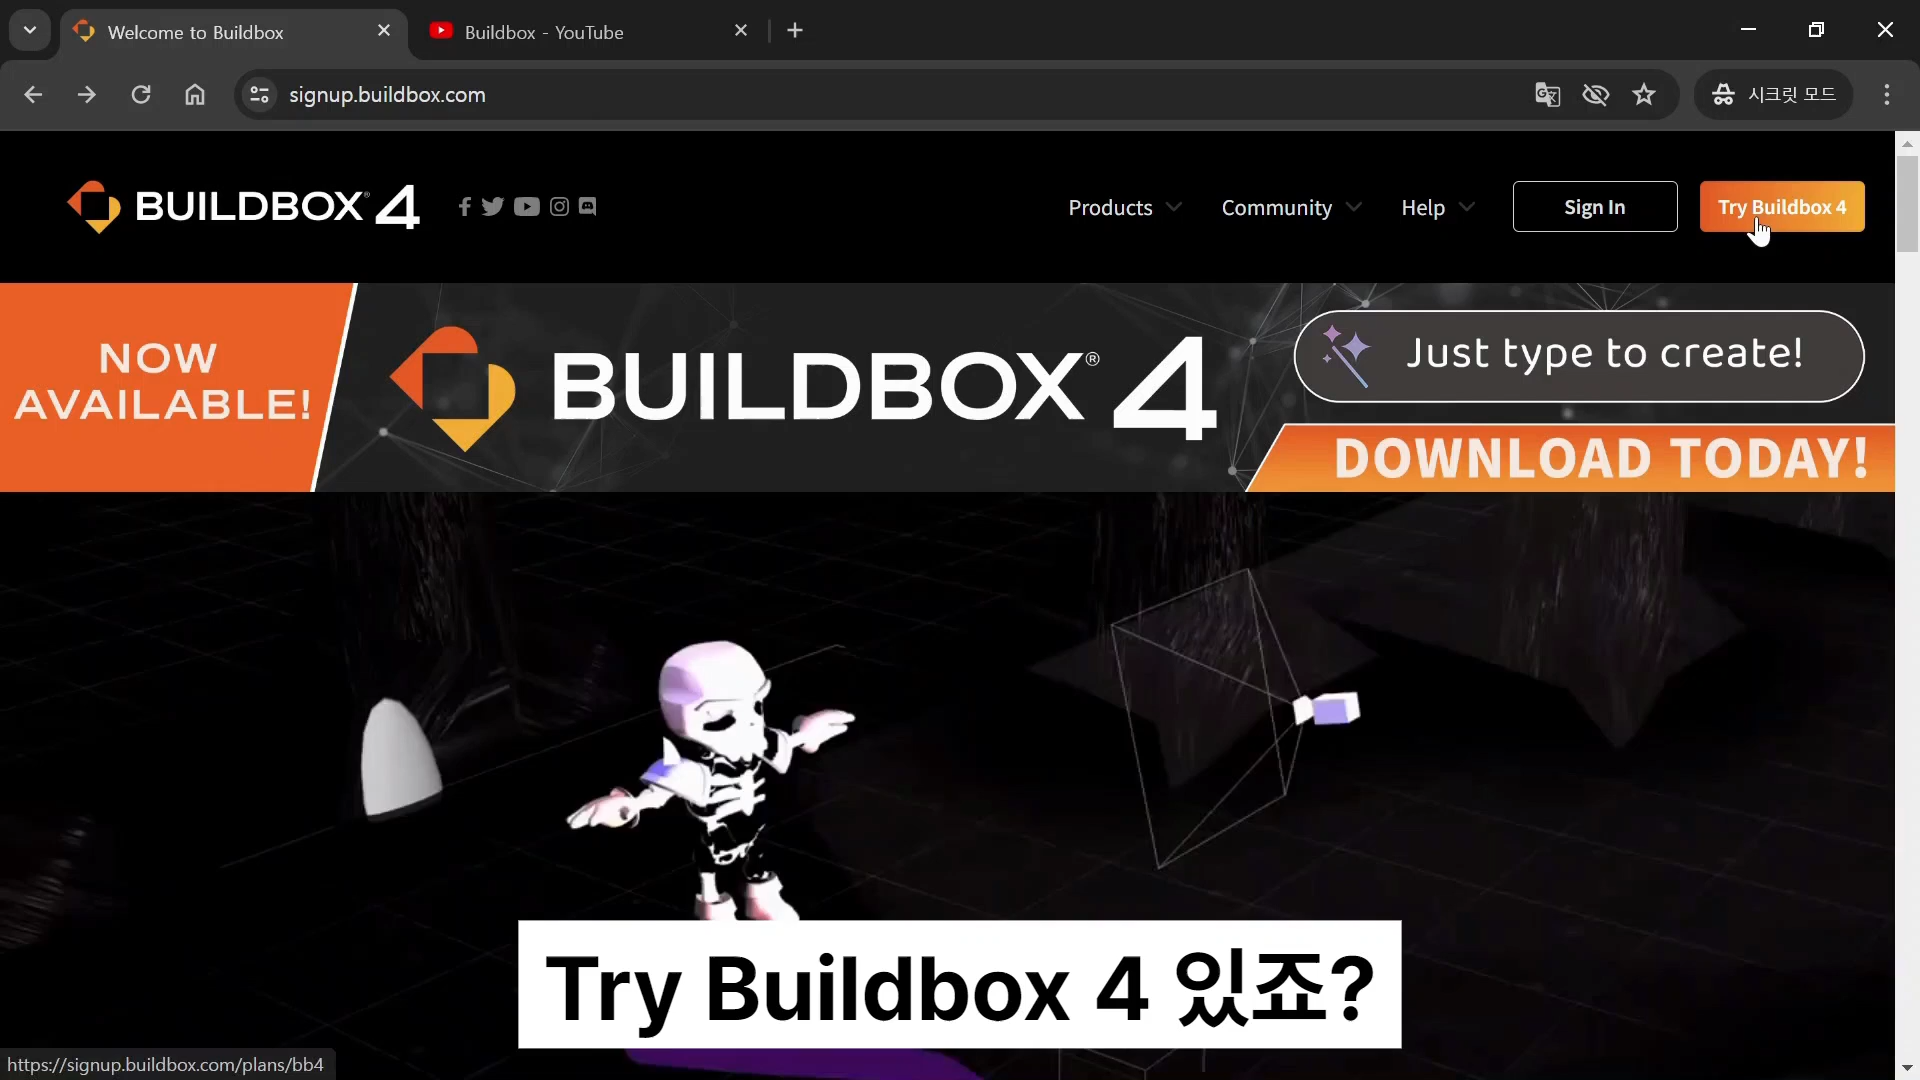 Welcome to Buildbox
Buildbox - YouTube
signup.buildbox.com
시크릿 모드
BUILDBOX® 4
Products
Community
Help
Sign In
Try Buildbox 4
NOW
AVAILABLE!
BUILDBOX® 4
Just type to create!
DOWNLOAD TODAY!
Try Buildbox 4 있죠?
https://signup.buildbox.com/plans/bb4